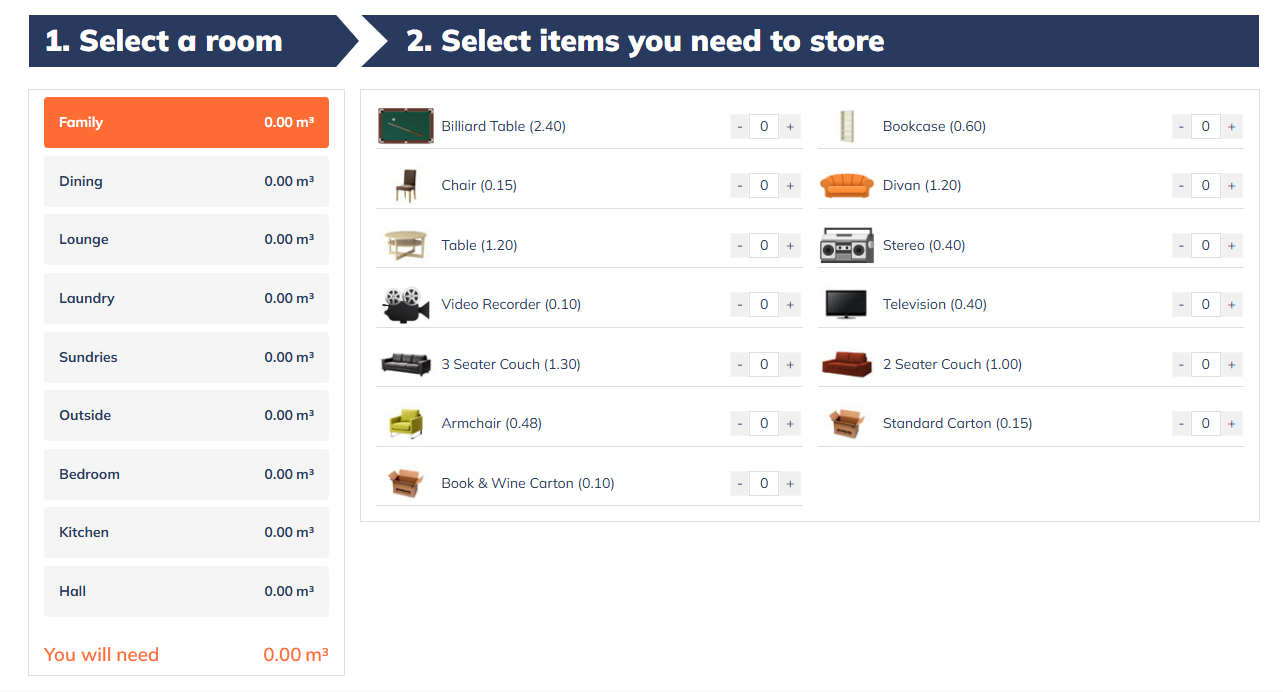 1. Select a room
2. Select items you need to store
Family 0.00 m³
Dining 0.00 m³
Lounge 0.00 m³
Laundry 0.00 m³
Sundries 0.00 m³
Outside 0.00 m³
Bedroom 0.00 m³
Kitchen 0.00 m³
Hall 0.00 m³
You will need 0.00 m³
Billiard Table (2.40) - 0 +
Bookcase (0.60) - 0 +
Chair (0.15) - 0 +
Divan (1.20) - 0 +
Table (1.20) - 0 +
Stereo (0.40) - 0 +
Video Recorder (0.10) - 0 +
Television (0.40) - 0 +
3 Seater Couch (1.30) - 0 +
2 Seater Couch (1.00) - 0 +
Armchair (0.48) - 0 +
Standard Carton (0.15) - 0 +
Book & Wine Carton (0.10) - 0 +